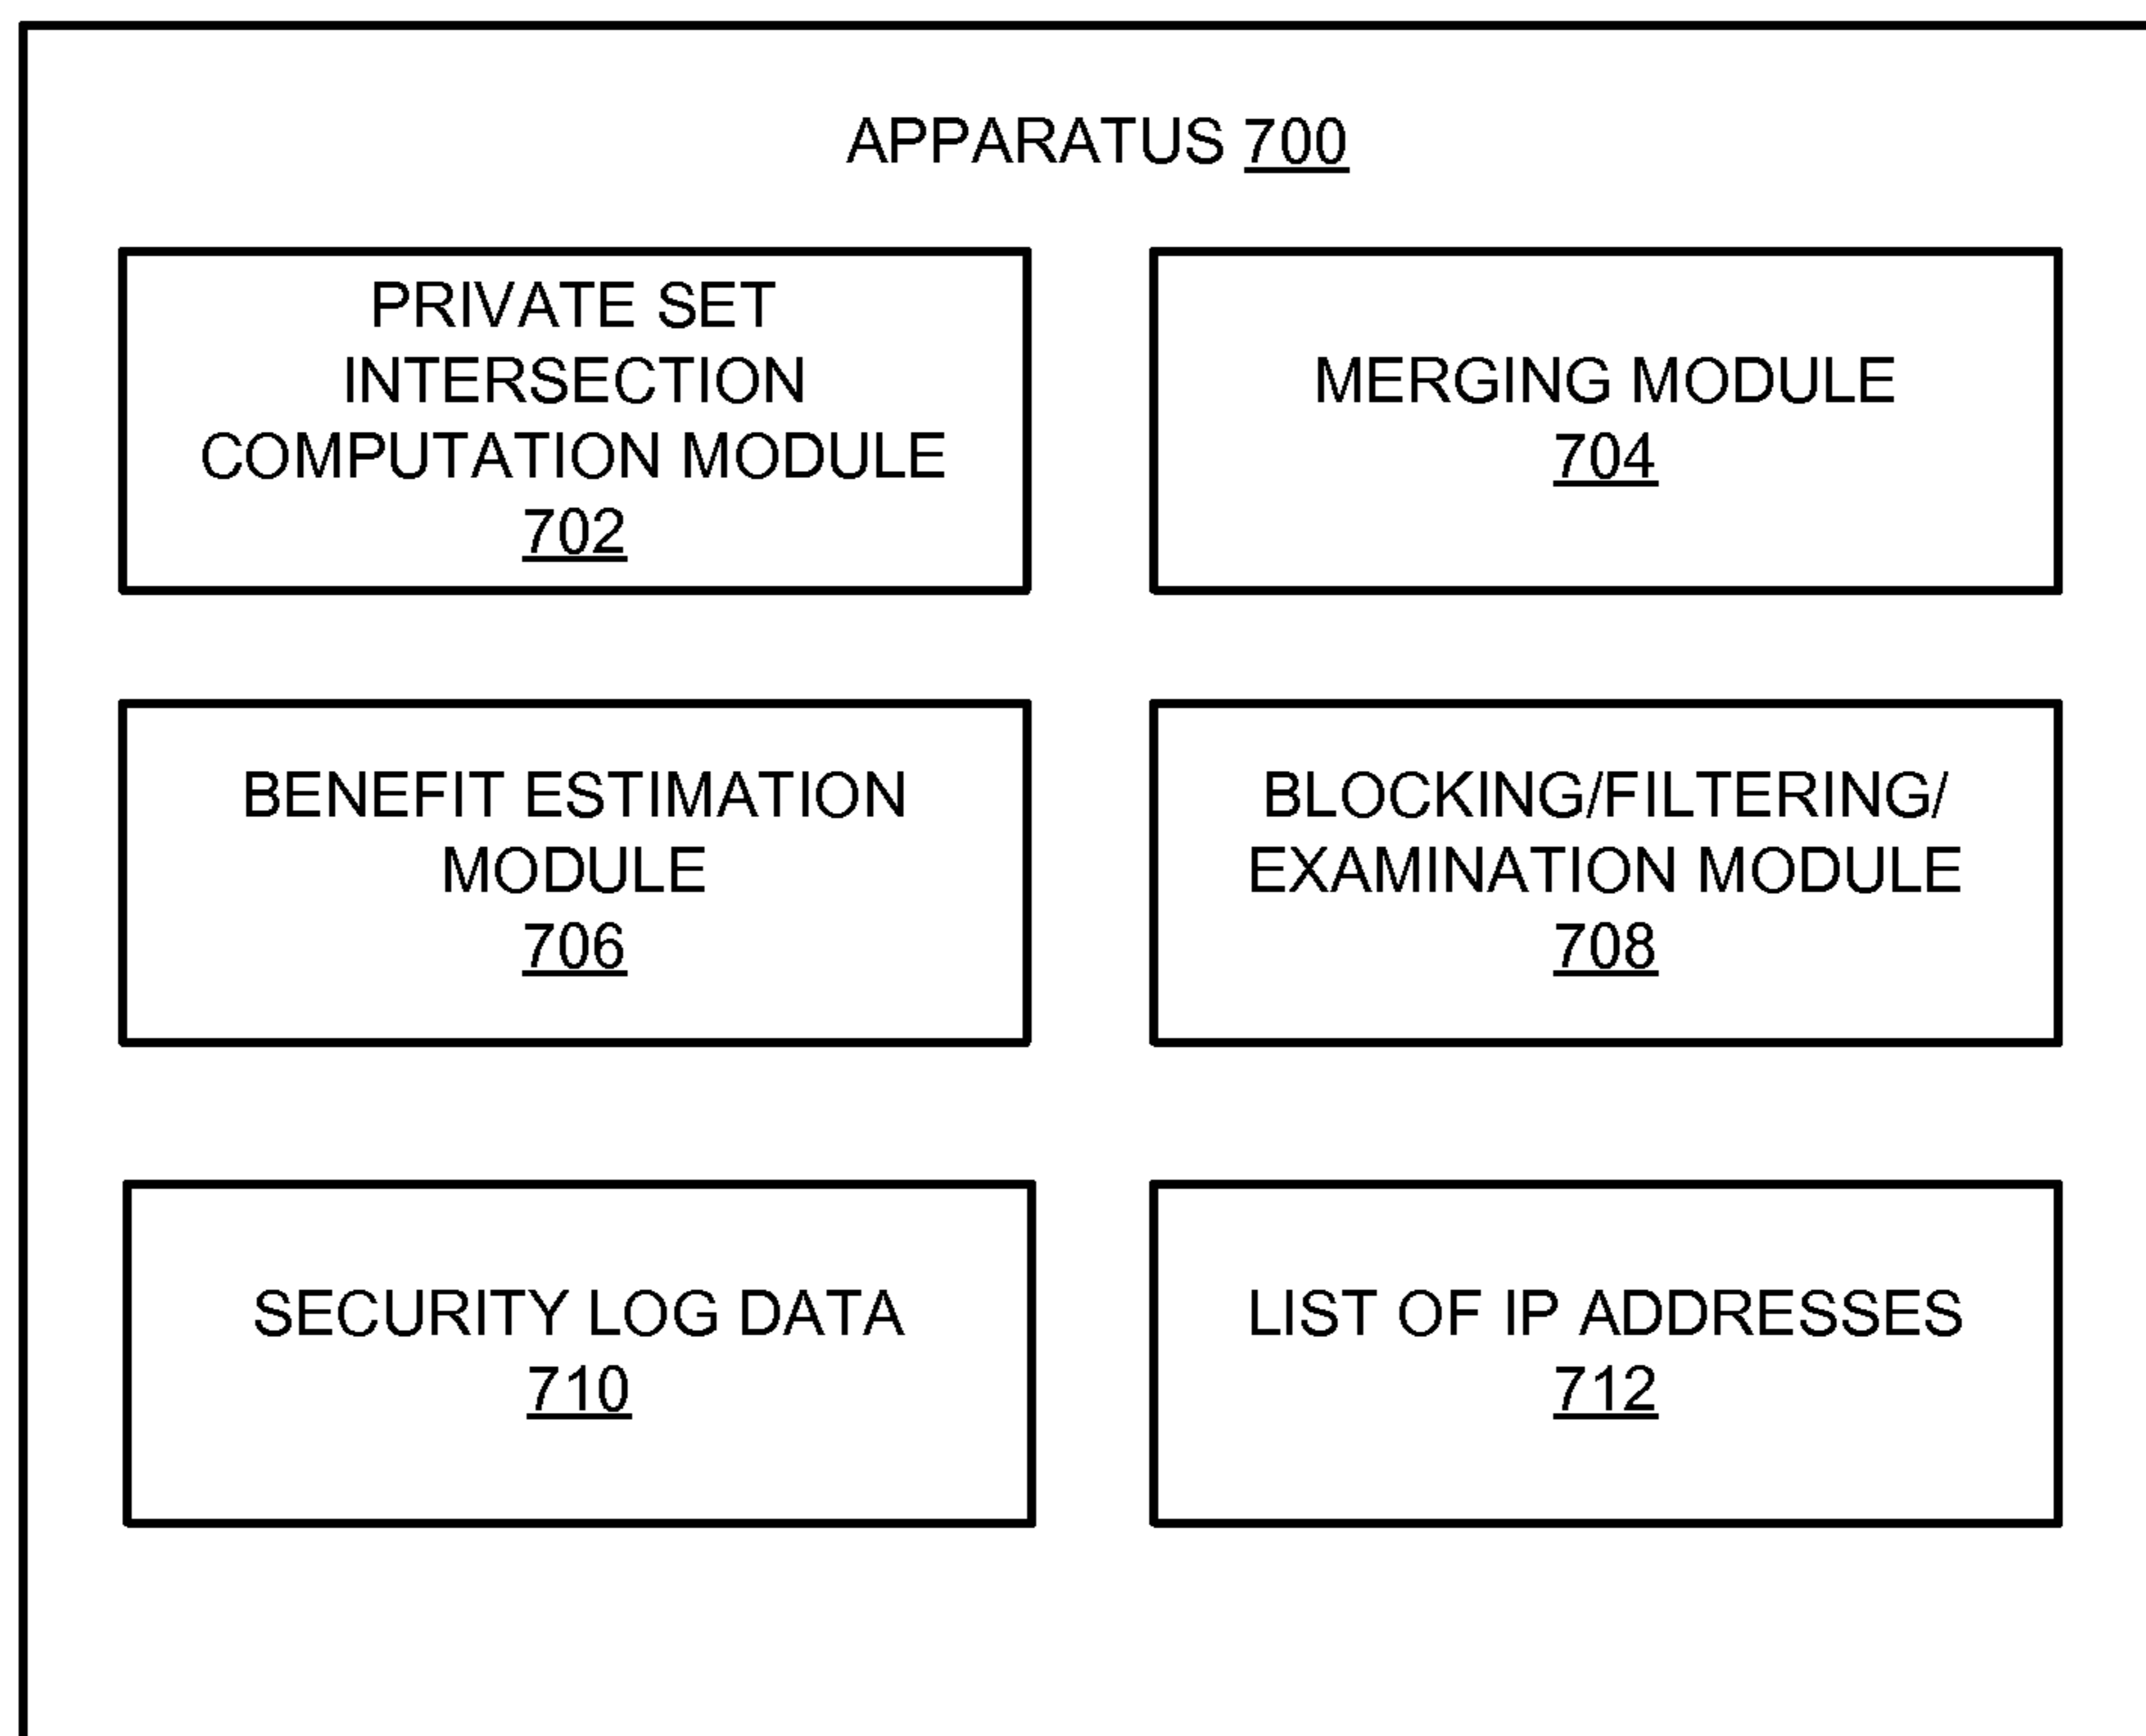 APPARATUS 700
PRIVATE SET
INTERSECTION
COMPUTATION MODULE
702
MERGING MODULE
704
BENEFIT ESTIMATION
MODULE
706
BLOCKING/FILTERING/
EXAMINATION MODULE
708
SECURITY LOG DATA
710
LIST OF IP ADDRESSES
712